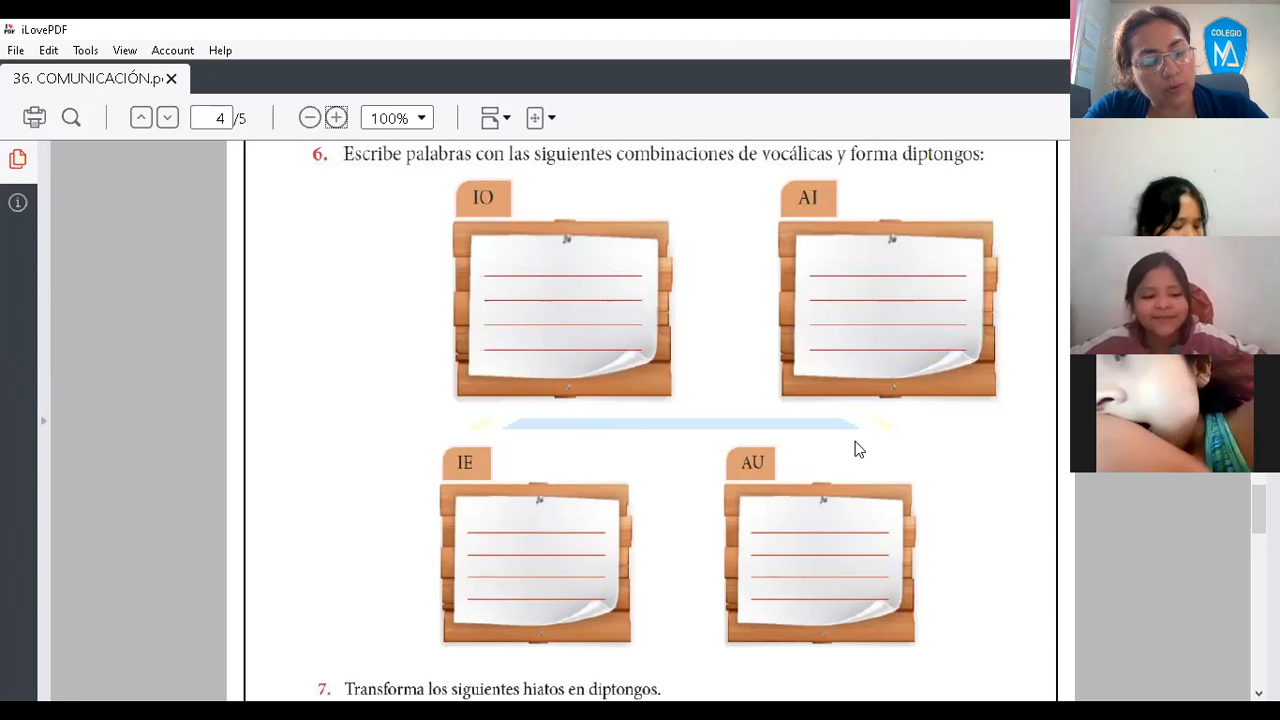 iLovePDF
File Edit Tools View Account Help
36. COMUNICACIÓN.p
4 /5
100%
COLEGIO
MA
6. Escribe palabras con las siguientes combinaciones de vocálicas y forma diptongos:
IO
AI
IE
AU
7. Transforma los siguientes hiatos en diptongos.